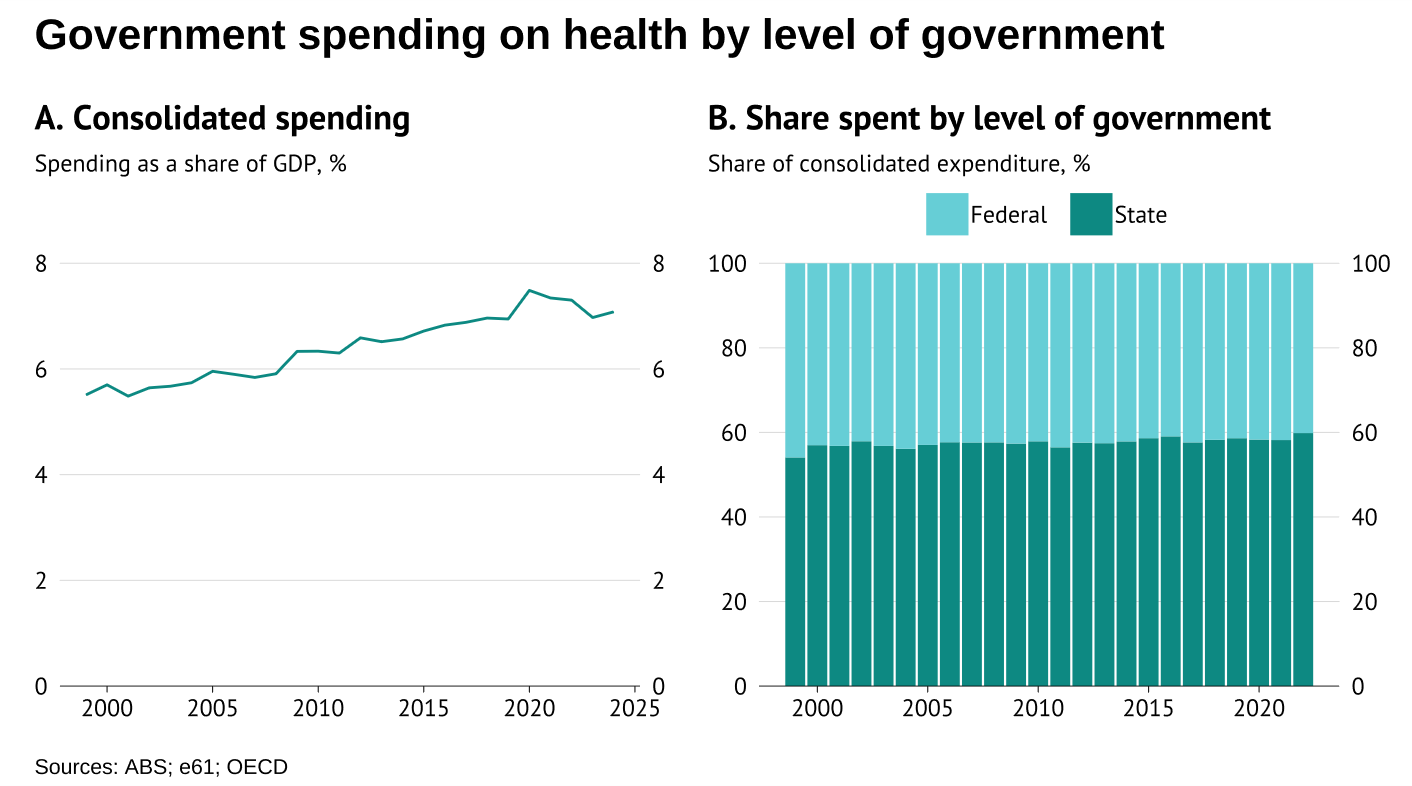 Government spending on health by level of government
A. Consolidated spending
Spending as a share of GDP, %
8 8
6 6
4 4
2 2
0 0
2000 2005 2010 2015 2020 2025
B. Share spent by level of government
Share of consolidated expenditure, %
Federal State
100 100
80 80
60 60
40 40
20 20
0 0
2000 2005 2010 2015 2020
Sources: ABS; e61; OECD